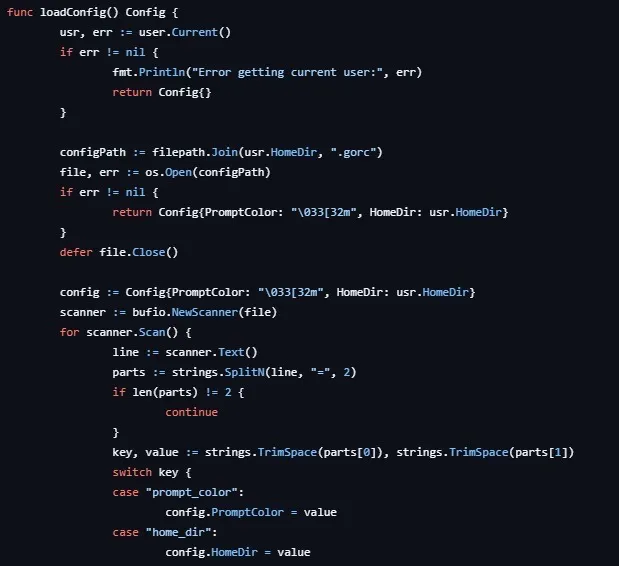 func loadConfig() Config {
        usr, err := user.Current()
        if err != nil {
                fmt.Println("Error getting current user:", err)
                return Config{}
        }

        configPath := filepath.Join(usr.HomeDir, ".gorc")
        file, err := os.Open(configPath)
        if err != nil {
                return Config{PromptColor: "\033[32m", HomeDir: usr.HomeDir}
        }
        defer file.Close()

        config := Config{PromptColor: "\033[32m", HomeDir: usr.HomeDir}
        scanner := bufio.NewScanner(file)
        for scanner.Scan() {
                line := scanner.Text()
                parts := strings.SplitN(line, "=", 2)
                if len(parts) != 2 {
                        continue
                }
                key, value := strings.TrimSpace(parts[0]), strings.TrimSpace(parts[1])
                switch key {
                case "prompt_color":
                        config.PromptColor = value
                case "home_dir":
                        config.HomeDir = value